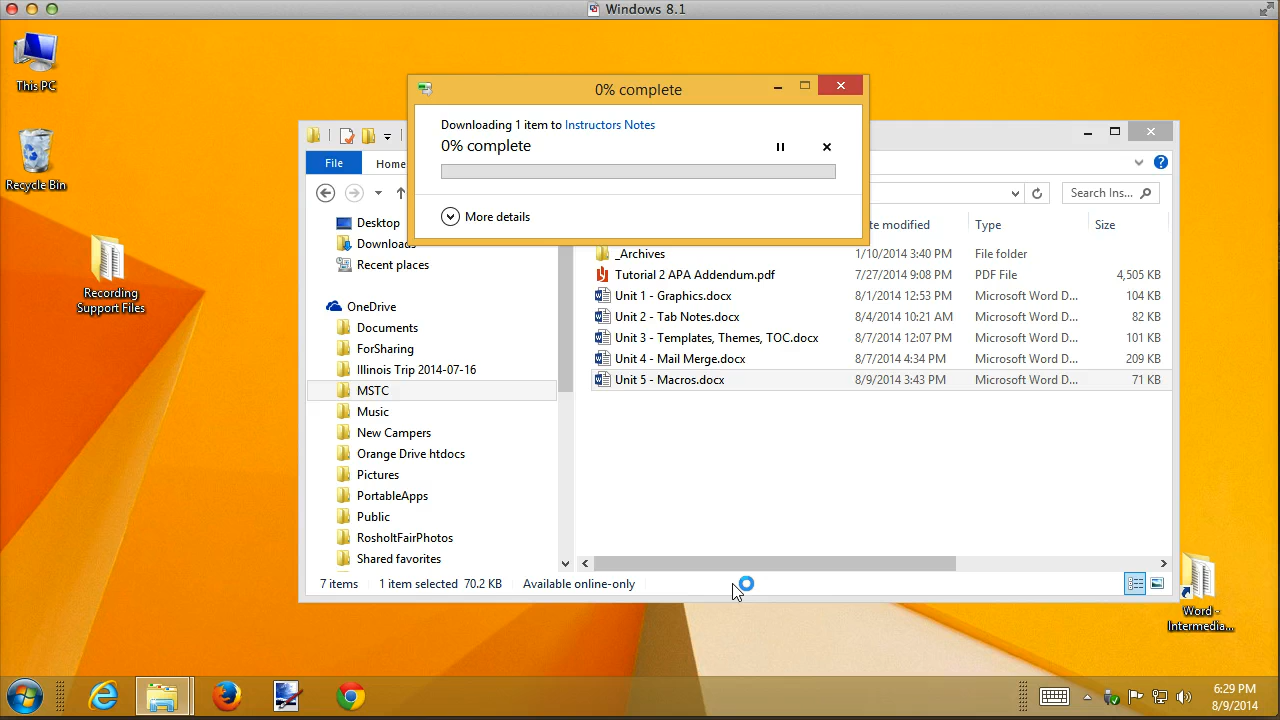 Windows 8.1
This PC
Recycle Bin
Recording
Support Files
0% complete
Downloading 1 item to Instructors Notes
0% complete
More details
File
Home
Search Ins...
te modified
Type
Size
Desktop
Downloads
Recent places
OneDrive
Documents
ForSharing
Illinois Trip 2014-07-16
MSTC
Music
New Campers
Orange Drive htdocs
Pictures
PortableApps
Public
RosholtFairPhotos
Shared favorites
_Archives 1/10/2014 3:40 PM File folder
Tutorial 2 APA Addendum.pdf 7/27/2014 9:08 PM PDF File 4,505 KB
Unit 1 - Graphics.docx 8/1/2014 12:53 PM Microsoft Word D... 104 KB
Unit 2 - Tab Notes.docx 8/4/2014 10:21 AM Microsoft Word D... 82 KB
Unit 3 - Templates, Themes, TOC.docx 8/7/2014 12:07 PM Microsoft Word D... 101 KB
Unit 4 - Mail Merge.docx 8/7/2014 4:34 PM Microsoft Word D... 209 KB
Unit 5 - Macros.docx 8/9/2014 3:43 PM Microsoft Word D... 71 KB
7 items 1 item selected 70.2 KB Available online-only
Word -
Intermedia...
6:29 PM
8/9/2014